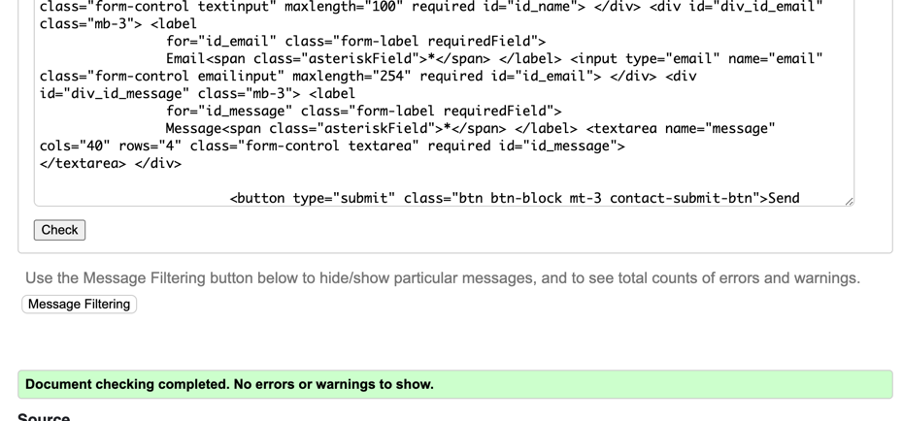 class="form-control textinput" maxlength="100" required id="id_name"> </div> <div id="div_id_email"
class="mb-3"> <label
for="id_email" class="form-label requiredField">
Email<span class="asteriskField">*</span> </label> <input type="email" name="email"
class="form-control emailinput" maxlength="254" required id="id_email"> </div> <div
id="div_id_message" class="mb-3"> <label
for="id_message" class="form-label requiredField">
Message<span class="asteriskField">*</span> </label> <textarea name="message"
cols="40" rows="4" class="form-control textarea" required id="id_message">
</textarea> </div>
<button type="submit" class="btn btn-block mt-3 contact-submit-btn">Send
Check
Use the Message Filtering button below to hide/show particular messages, and to see total counts of errors and warnings.
Message Filtering
Document checking completed. No errors or warnings to show.
Source